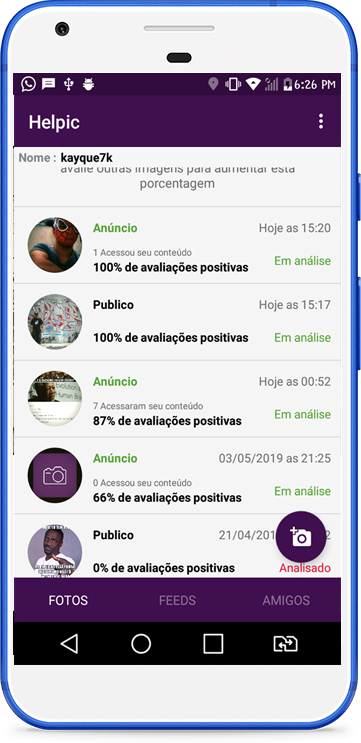 6:26 PM
Helpic
Nome : kayque7k
avalie outras imagens para aumentar esta
porcentagem
Anúncio
Hoje as 15:20
1 Acessou seu conteúdo
100% de avaliações positivas
Em análise
Publico
Hoje as 15:17
100% de avaliações positivas
Em análise
Anúncio
Hoje as 00:52
7 Acessaram seu conteúdo
87% de avaliações positivas
Em análise
Anúncio
03/05/2019 as 21:25
0 Acessou seu conteúdo
66% de avaliações positivas
Em análise
Publico
0% de avaliações positivas
Analisado
FOTOS
FEEDS
AMIGOS